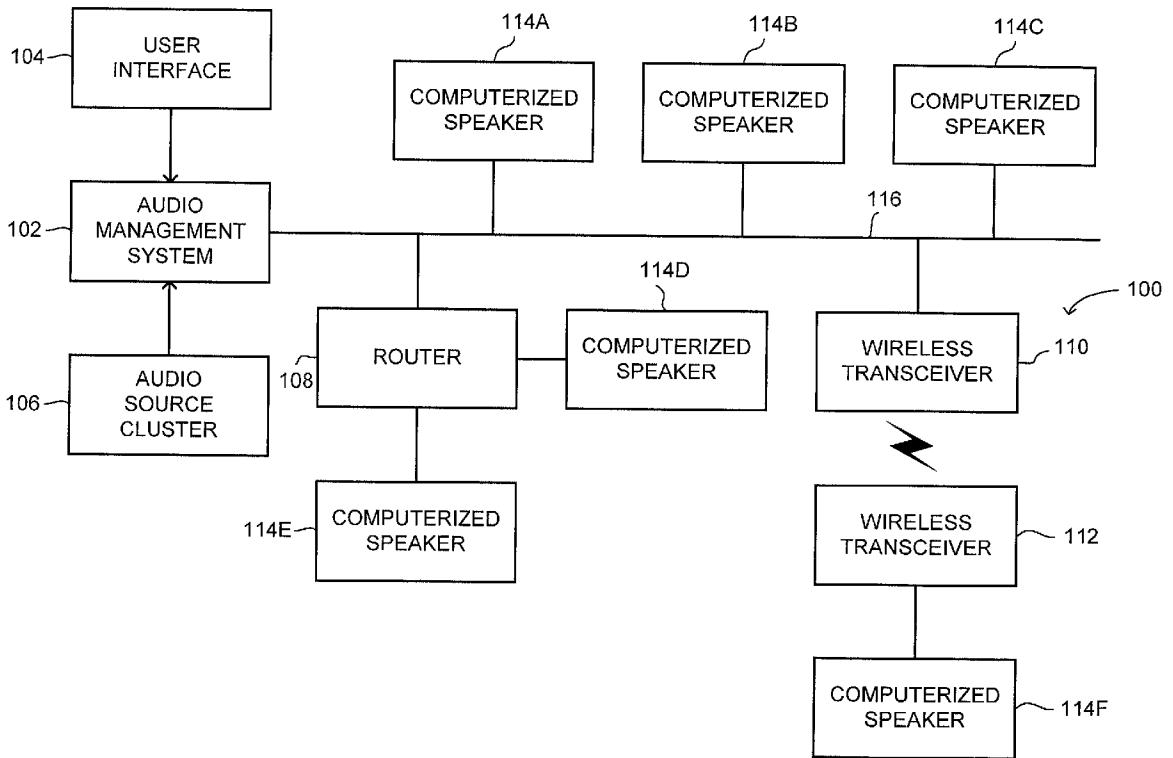 114A
114B
114C
104
USER
INTERFACE
COMPUTERIZED
SPEAKER
COMPUTERIZED
SPEAKER
COMPUTERIZED
SPEAKER
102
AUDIO
MANAGEMENT
SYSTEM
116
114D
100
108
ROUTER
COMPUTERIZED
SPEAKER
WIRELESS
TRANSCEIVER
110
106
AUDIO
SOURCE
CLUSTER
114E
COMPUTERIZED
SPEAKER
WIRELESS
TRANSCEIVER
112
COMPUTERIZED
SPEAKER
114F